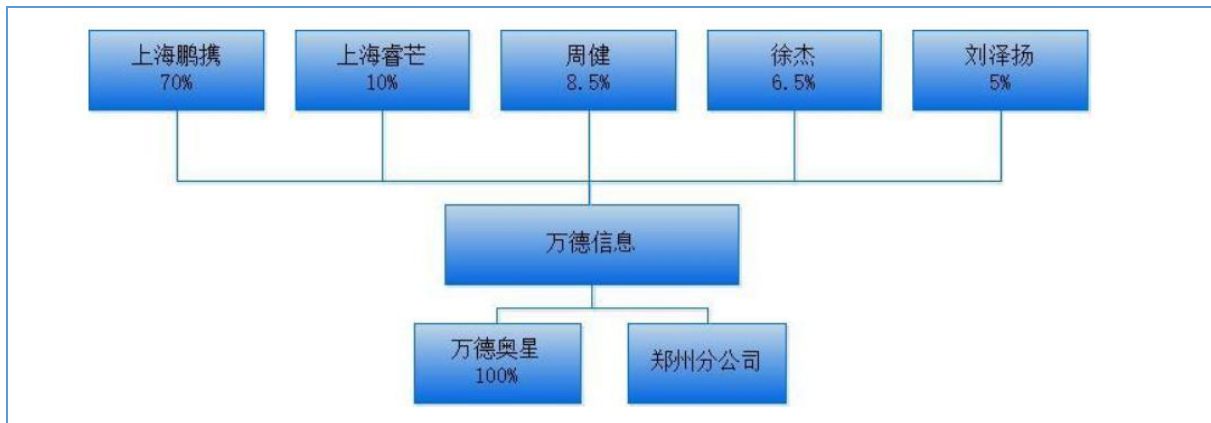 上海鹏携
70%
上海睿芒
10%
周健
8.5%
徐杰
6.5%
刘泽扬
5%
万德信息
万德奥星
100%
郑州分公司